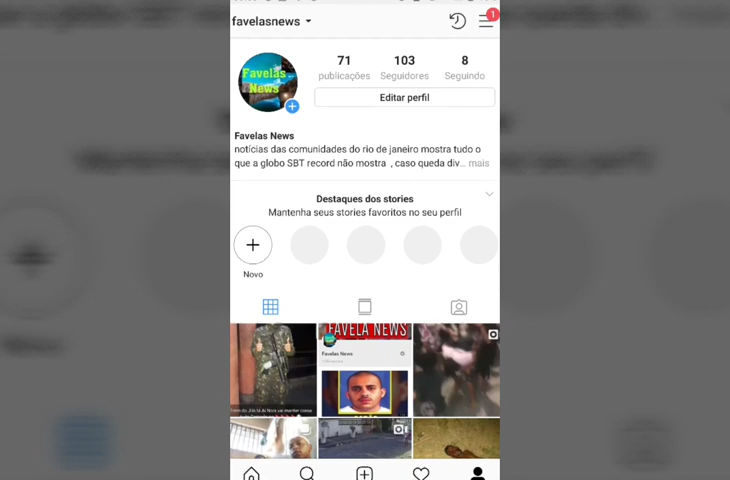 favelasnews
1
71
103
8
publicações
Seguidores
Seguindo
Favelas
News
Editar perfil
Favelas News
notícias das comunidades do rio de janeiro mostra tudo o
que a globo SBT record não mostra , caso queda div... mais
Destaques dos stories
Mantenha seus stories favoritos no seu perfil
Novo
FAVELA NEWS
Favelas News